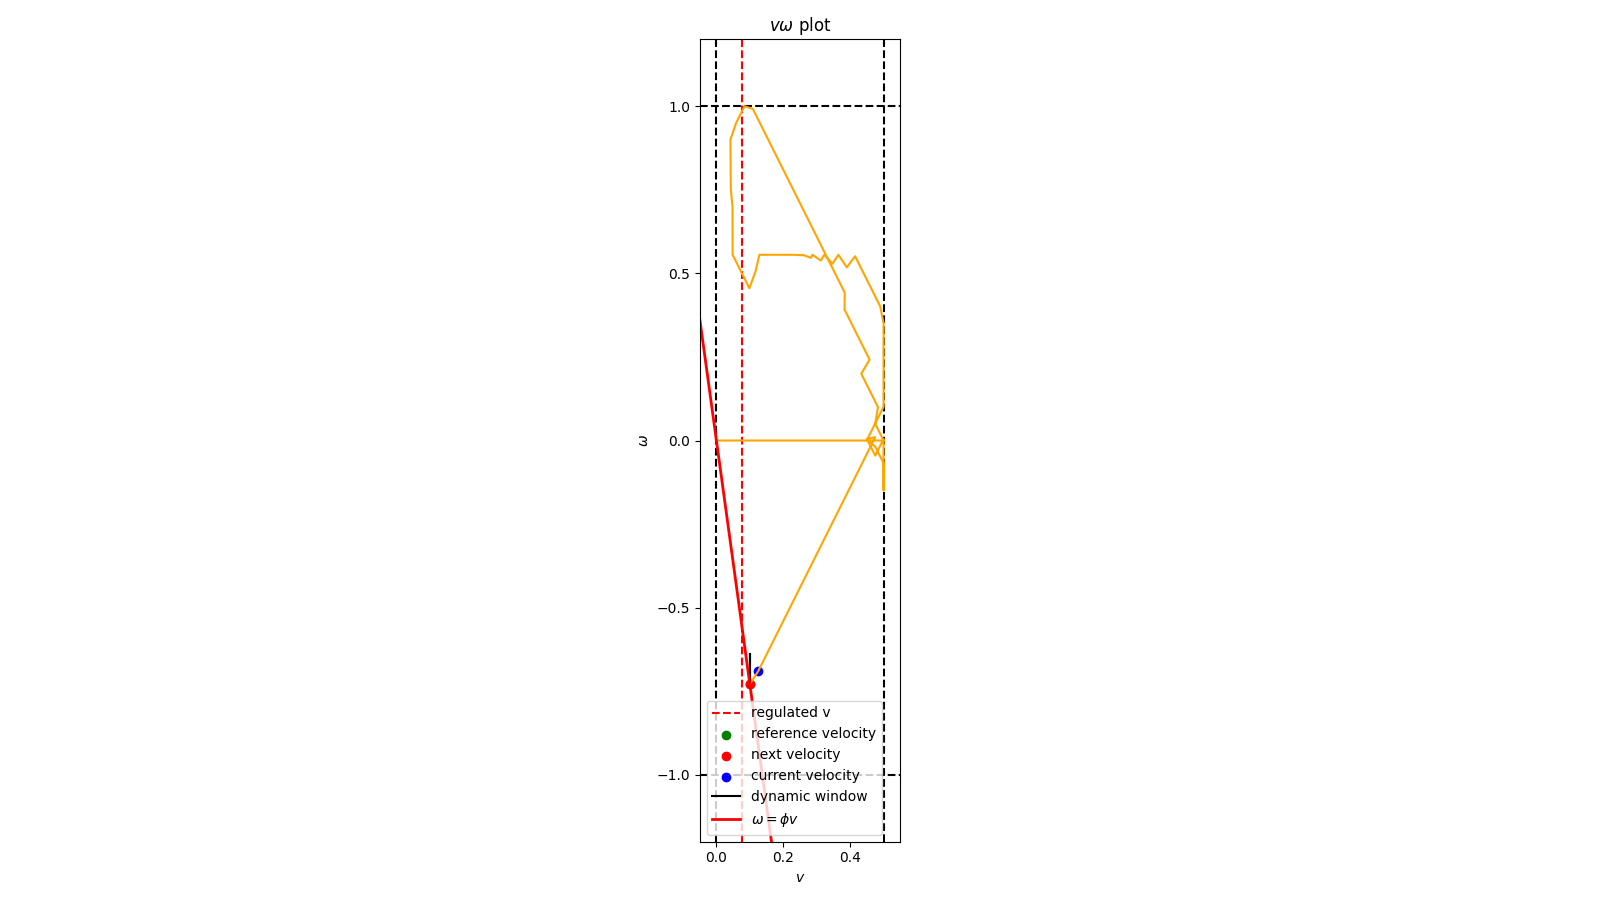 vω plot
1.0
0.5
0.0
−0.5
−1.0
ω
regulated v
reference velocity
next velocity
current velocity
dynamic window
ω = ϕv
0.0 0.2 0.4
v